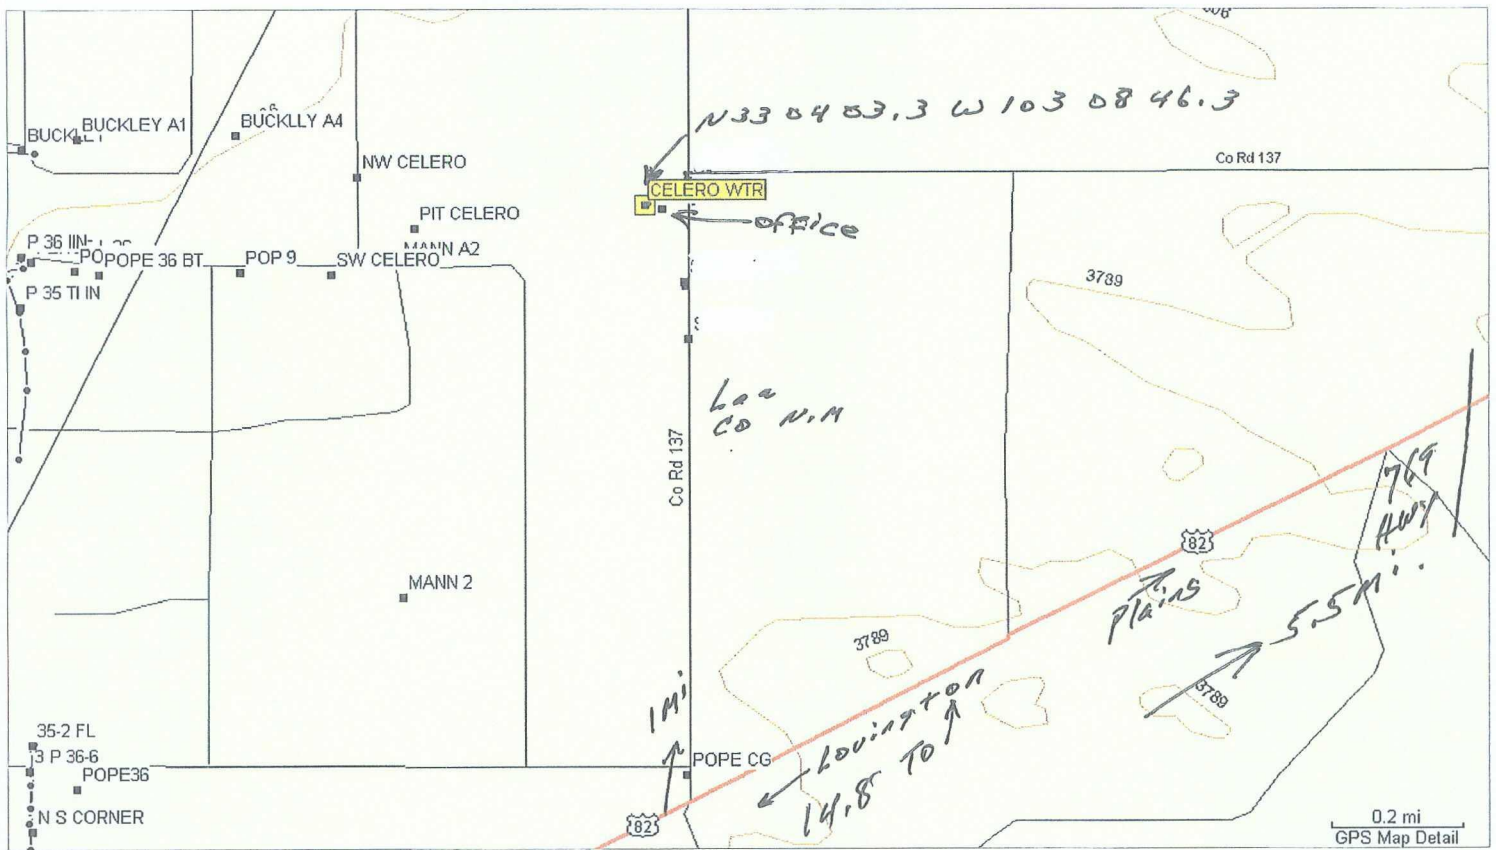 N33 04 03.3 W 103 08 46.3
BUCKLEY A1
BUCKLLY A4
NW CELERO
Co Rd 137
CELERO WTR
office
PIT CELERO
MANN A2
P 36 IIN
POPE 36 BT
POP 9
SW CELERO
P 35 TI IN
3789
Lea
CO N.M
Co Rd 137
769
HWY
82
Plains
5.5 Mi.
MANN 2
3789
3789
1 Mi
Lovington
14.8 TO
35-2 FL
3 P 36-6
POPE36
N S CORNER
POPE CG
82
0.2 mi
GPS Map Detail